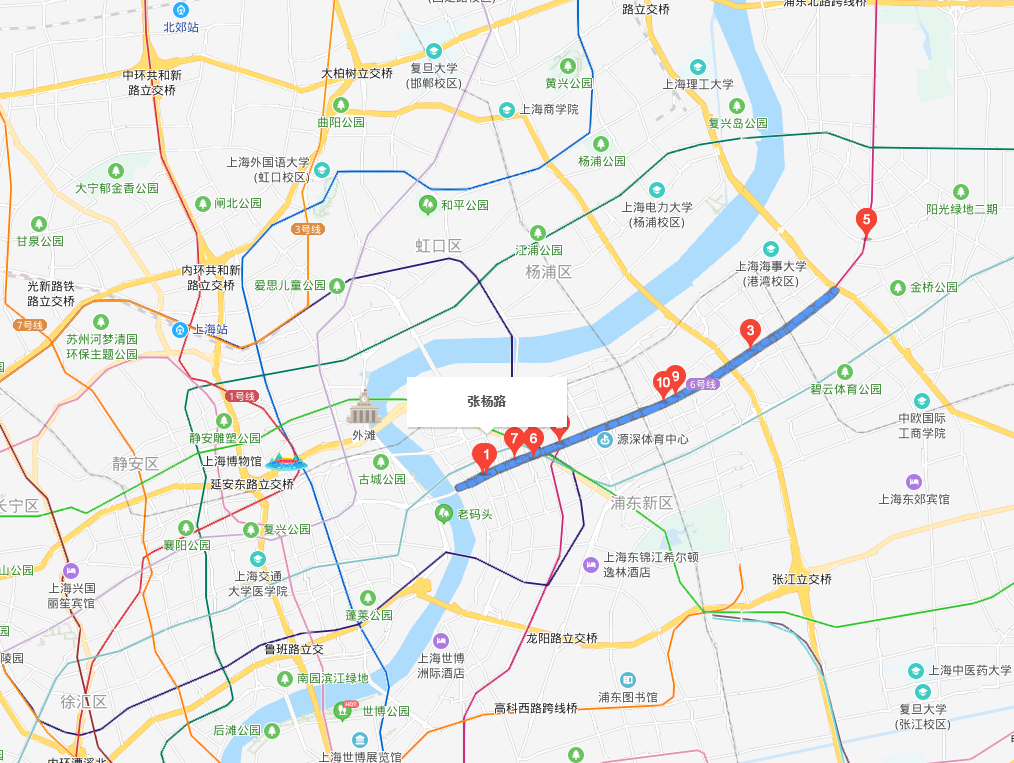 (国定路校区)
路立交桥
浦东北路跨线桥
北郊站
中环共和新
路立交桥
大柏树立交桥
复旦大学
(邯郸校区)
黄兴公园
上海理工大学
曲阳公园
上海商学院
复兴岛公园
上海外国语大学
(虹口校区)
杨浦公园
大宁郁金香公园
闸北公园
和平公园
上海电力大学
(杨浦校区)
阳光绿地二期
5
甘泉公园
3号线
虹口区
江浦公园
杨浦区
上海海事大学
(港湾校区)
内环共和新
路立交桥
爱思儿童公园
光新路铁
路立交桥
金桥公园
7号线
上海站
苏州河梦清园
环保主题公园
3
10
9
6号线
碧云体育公园
1号线
张杨路
外滩
中欧国际
工商学院
静安雕塑公园
7
6
源深体育中心
1
静安区
上海博物馆
延安东路立交桥
古城公园
上海东郊宾馆
长宁区
浦东新区
老码头
襄阳公园
复兴公园
山公园
上海兴国
丽笙宾馆
上海交通
大学医学院
上海东锦江希尔顿
逸林酒店
张江立交桥
蓬莱公园
园
陵园
鲁班路立交
龙阳路立交桥
上海世博
洲际酒店
上海中医药大学
南园滨江绿地
浦东图书馆
徐汇区
HOT
世博公园
高科西路跨线桥
复旦大学
(张江校区)
后滩公园
上海世博展览馆
内环漕溪北